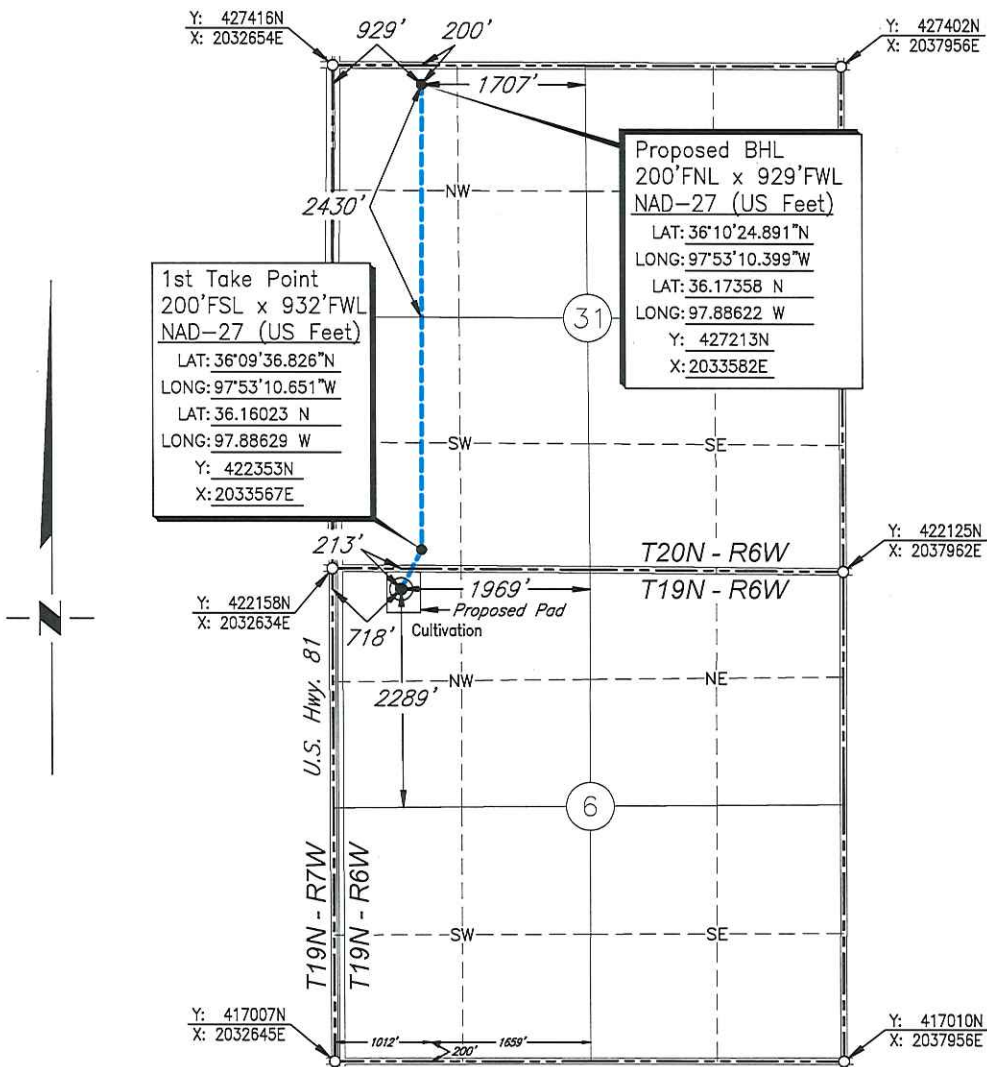 Y: 427416N
X: 2032654E
929'
200'
Y: 427402N
X: 2037956E
1707'
Proposed BHL
200'FNL x 929'FWL
NAD-27 (US Feet)
LAT: 36°10'24.891"N
LONG: 97°53'10.399"W
LAT: 36.17358 N
LONG: 97.88622 W
Y: 427213N
X: 2033582E
NW
2430'
1st Take Point
200'FSL x 932'FWL
NAD-27 (US Feet)
LAT: 36°09'36.826"N
LONG: 97°53'10.651"W
LAT: 36.16023 N
LONG: 97.88629 W
Y: 422353N
X: 2033567E
31
SW
SE
213'
T20N - R6W
Y: 422125N
X: 2037962E
T19N - R6W
1969'
Y: 422158N
X: 2032634E
Proposed Pad
718'
Cultivation
N
U.S. Hwy. 81
NW
NE
2289'
6
T19N - R7W
T19N - R6W
SW
SE
Y: 417007N
X: 2032645E
1012'
200'
1659'
Y: 417010N
X: 2037956E